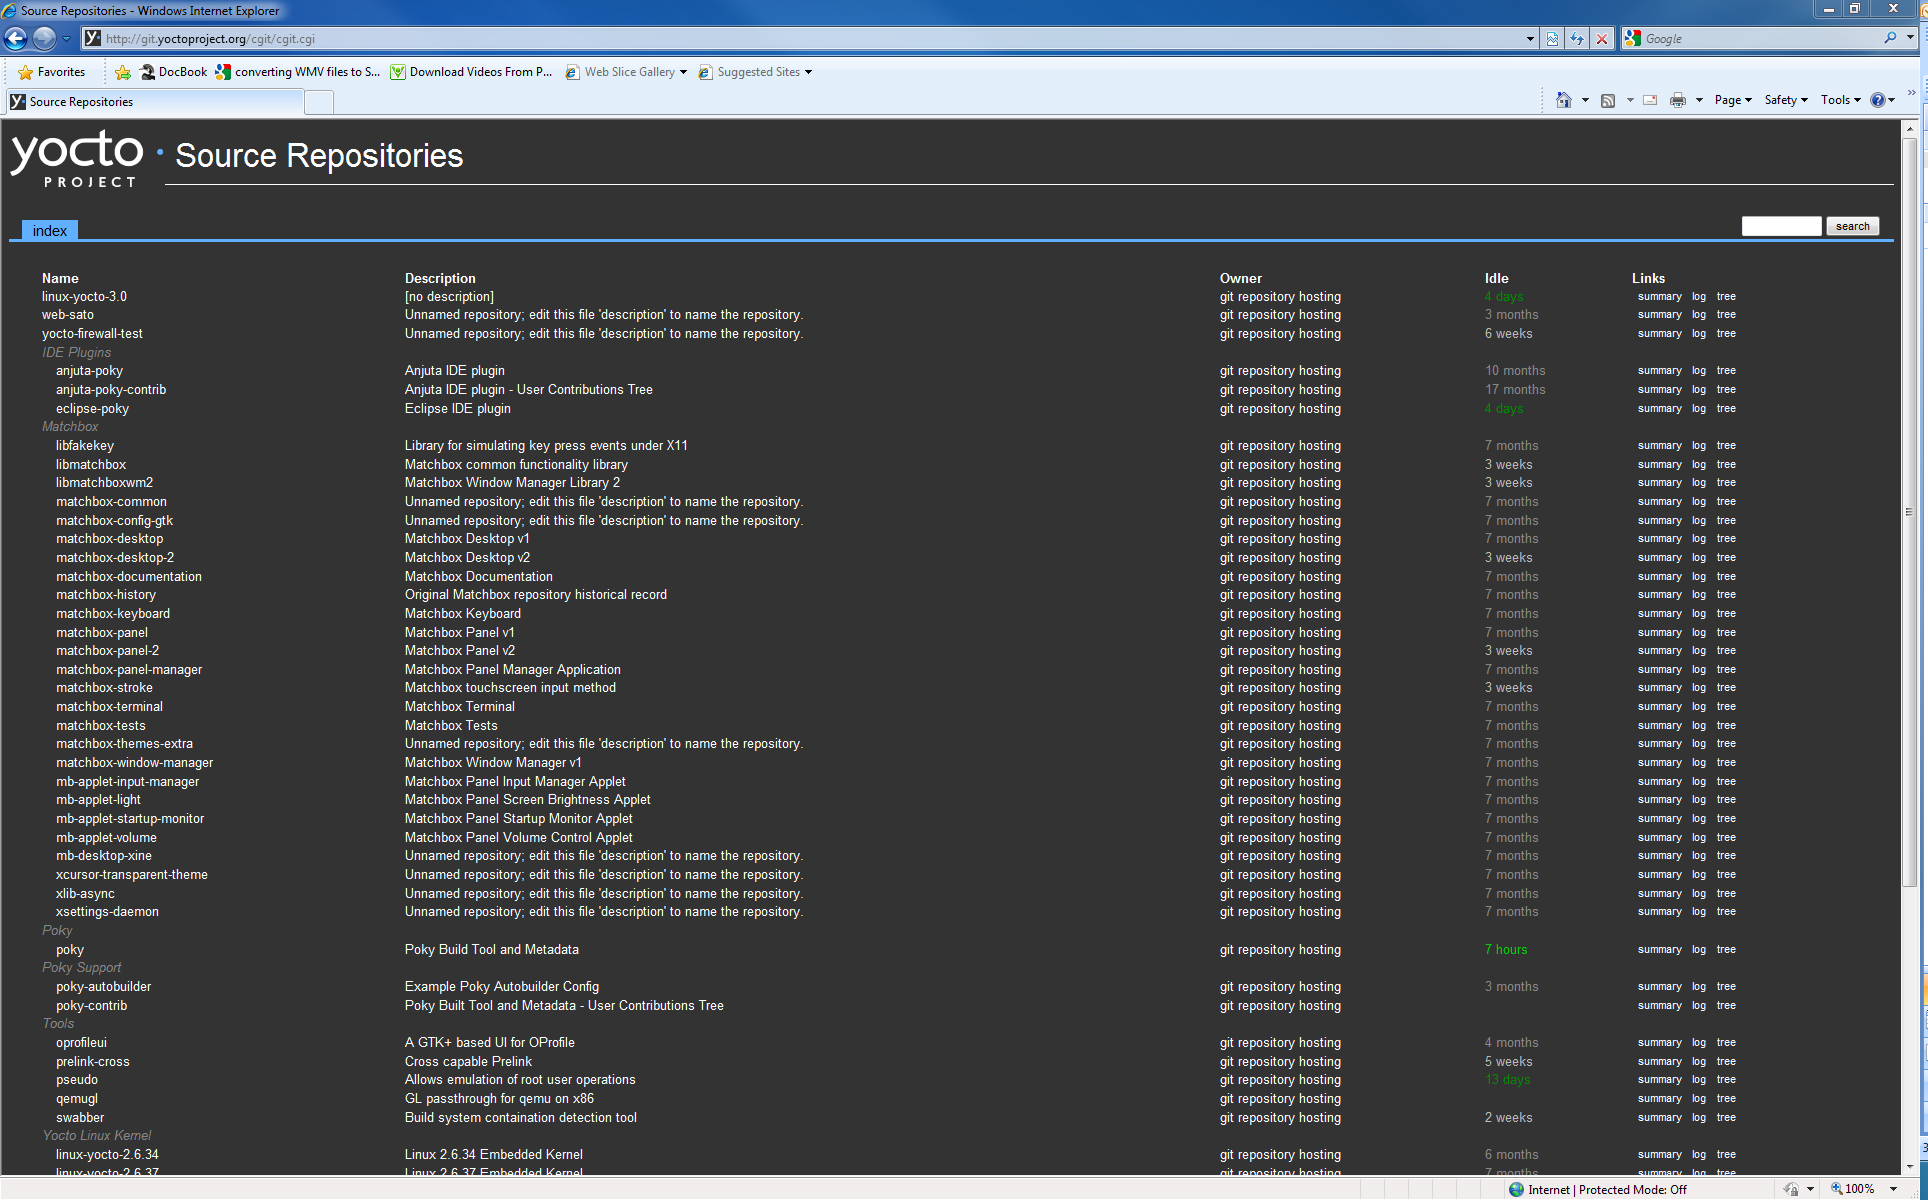 Source Repositories - Windows Internet Explorer
http://git.yoctoproject.org/cgit/cgit.cgi
Google
Favorites DocBook converting WMV files to S... Download Videos From P... Web Slice Gallery Suggested Sites
Source Repositories
Page Safety Tools
yocto PROJECT Source Repositories
index
search
Name Description Owner Idle Links
linux-yocto-3.0 [no description] git repository hosting 4 days summary log tree
web-sato Unnamed repository; edit this file 'description' to name the repository. git repository hosting 3 months summary log tree
yocto-firewall-test Unnamed repository; edit this file 'description' to name the repository. git repository hosting 6 weeks summary log tree
IDE Plugins
anjuta-poky Anjuta IDE plugin git repository hosting 10 months summary log tree
anjuta-poky-contrib Anjuta IDE plugin - User Contributions Tree git repository hosting 17 months summary log tree
eclipse-poky Eclipse IDE plugin git repository hosting 4 days summary log tree
Matchbox
libfakekey Library for simulating key press events under X11 git repository hosting 7 months summary log tree
libmatchbox Matchbox common functionality library git repository hosting 3 weeks summary log tree
libmatchboxwm2 Matchbox Window Manager Library 2 git repository hosting 3 weeks summary log tree
matchbox-common Unnamed repository; edit this file 'description' to name the repository. git repository hosting 7 months summary log tree
matchbox-config-gtk Unnamed repository; edit this file 'description' to name the repository. git repository hosting 7 months summary log tree
matchbox-desktop Matchbox Desktop v1 git repository hosting 7 months summary log tree
matchbox-desktop-2 Matchbox Desktop v2 git repository hosting 3 weeks summary log tree
matchbox-documentation Matchbox Documentation git repository hosting 7 months summary log tree
matchbox-history Original Matchbox repository historical record git repository hosting 7 months summary log tree
matchbox-keyboard Matchbox Keyboard git repository hosting 7 months summary log tree
matchbox-panel Matchbox Panel v1 git repository hosting 7 months summary log tree
matchbox-panel-2 Matchbox Panel v2 git repository hosting 3 weeks summary log tree
matchbox-panel-manager Matchbox Panel Manager Application git repository hosting 7 months summary log tree
matchbox-stroke Matchbox touchscreen input method git repository hosting 3 weeks summary log tree
matchbox-terminal Matchbox Terminal git repository hosting 7 months summary log tree
matchbox-tests Matchbox Tests git repository hosting 7 months summary log tree
matchbox-themes-extra Unnamed repository; edit this file 'description' to name the repository. git repository hosting 7 months summary log tree
matchbox-window-manager Matchbox Window Manager v1 git repository hosting 7 months summary log tree
mb-applet-input-manager Matchbox Panel Input Manager Applet git repository hosting 7 months summary log tree
mb-applet-light Matchbox Panel Screen Brightness Applet git repository hosting 7 months summary log tree
mb-applet-startup-monitor Matchbox Panel Startup Monitor Applet git repository hosting 7 months summary log tree
mb-applet-volume Matchbox Panel Volume Control Applet git repository hosting 7 months summary log tree
mb-desktop-xine Unnamed repository; edit this file 'description' to name the repository. git repository hosting 7 months summary log tree
xcursor-transparent-theme Unnamed repository; edit this file 'description' to name the repository. git repository hosting 7 months summary log tree
xlib-async Unnamed repository; edit this file 'description' to name the repository. git repository hosting 7 months summary log tree
xsettings-daemon Unnamed repository; edit this file 'description' to name the repository. git repository hosting 7 months summary log tree
Poky
poky Poky Build Tool and Metadata git repository hosting 7 hours summary log tree
Poky Support
poky-autobuilder Example Poky Autobuilder Config git repository hosting 3 months summary log tree
poky-contrib Poky Built Tool and Metadata - User Contributions Tree git repository hosting summary log tree
Tools
oprofileui A GTK+ based UI for OProfile git repository hosting 4 months summary log tree
prelink-cross Cross capable Prelink git repository hosting 5 weeks summary log tree
pseudo Allows emulation of root user operations git repository hosting 13 days summary log tree
qemugl GL passthrough for qemu on x86 git repository hosting summary log tree
swabber Build system containation detection tool git repository hosting 2 weeks summary log tree
Yocto Linux Kernel
linux-yocto-2.6.34 Linux 2.6.34 Embedded Kernel git repository hosting 6 months summary log tree
linux-yocto-2.6.37 Linux 2.6.37 Embedded Kernel git repository hosting 7 months summary log tree
Internet | Protected Mode: Off 100%